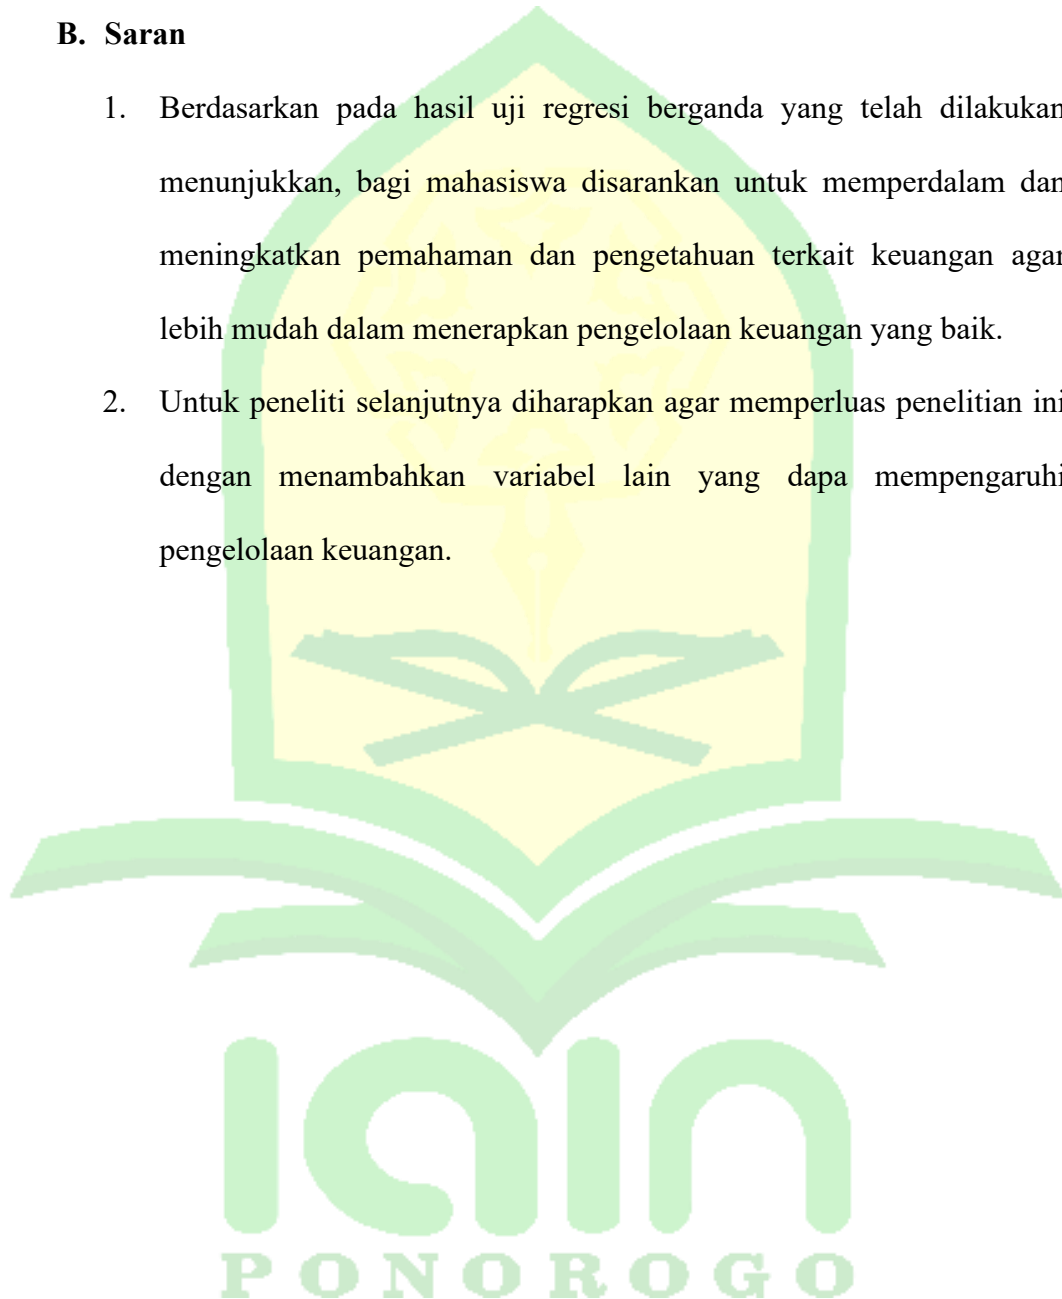 B. Saran
1. Berdasarkan pada hasil uji regresi berganda yang telah dilakukan
menunjukkan, bagi mahasiswa disarankan untuk memperdalam dan
meningkatkan pemahaman dan pengetahuan terkait keuangan agar
lebih mudah dalam menerapkan pengelolaan keuangan yang baik.
2. Untuk peneliti selanjutnya diharapkan agar memperluas penelitian ini
dengan menambahkan variabel lain yang dapa mempengaruhi
pengelolaan keuangan.
iain
PONOROGO